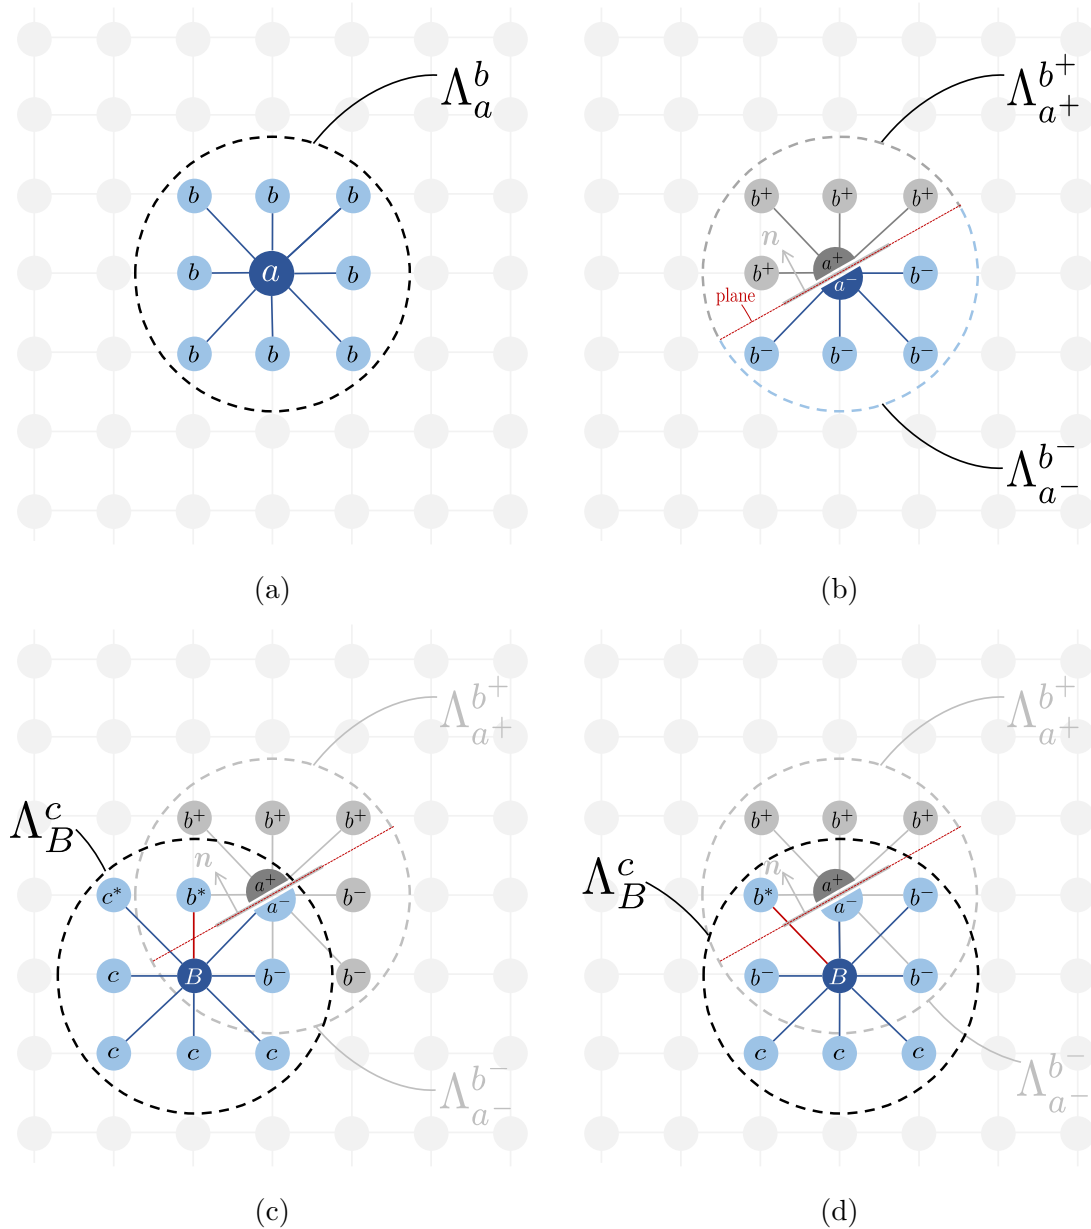 Λ_a^b
b b b
b a b
b b b
(a)
Λ_{a^+}^{b^+}
b^+ b^+ b^+
n
b^+ a^+ a^- b^-
plane
b^- b^- b^-
Λ_{a^-}^{b^-}
(b)
Λ_{a^+}^{b^+}
Λ_B^c
b^+ b^+ b^+
n
c^* b^* a^+ a^- b^-
c B b^- b^-
c c c
Λ_{a^-}^{b^-}
(c)
Λ_{a^+}^{b^+}
Λ_B^c
b^+ b^+ b^+
n
b^* a^+ a^- b^-
b^- B b^-
c c c
Λ_{a^-}^{b^-}
(d)